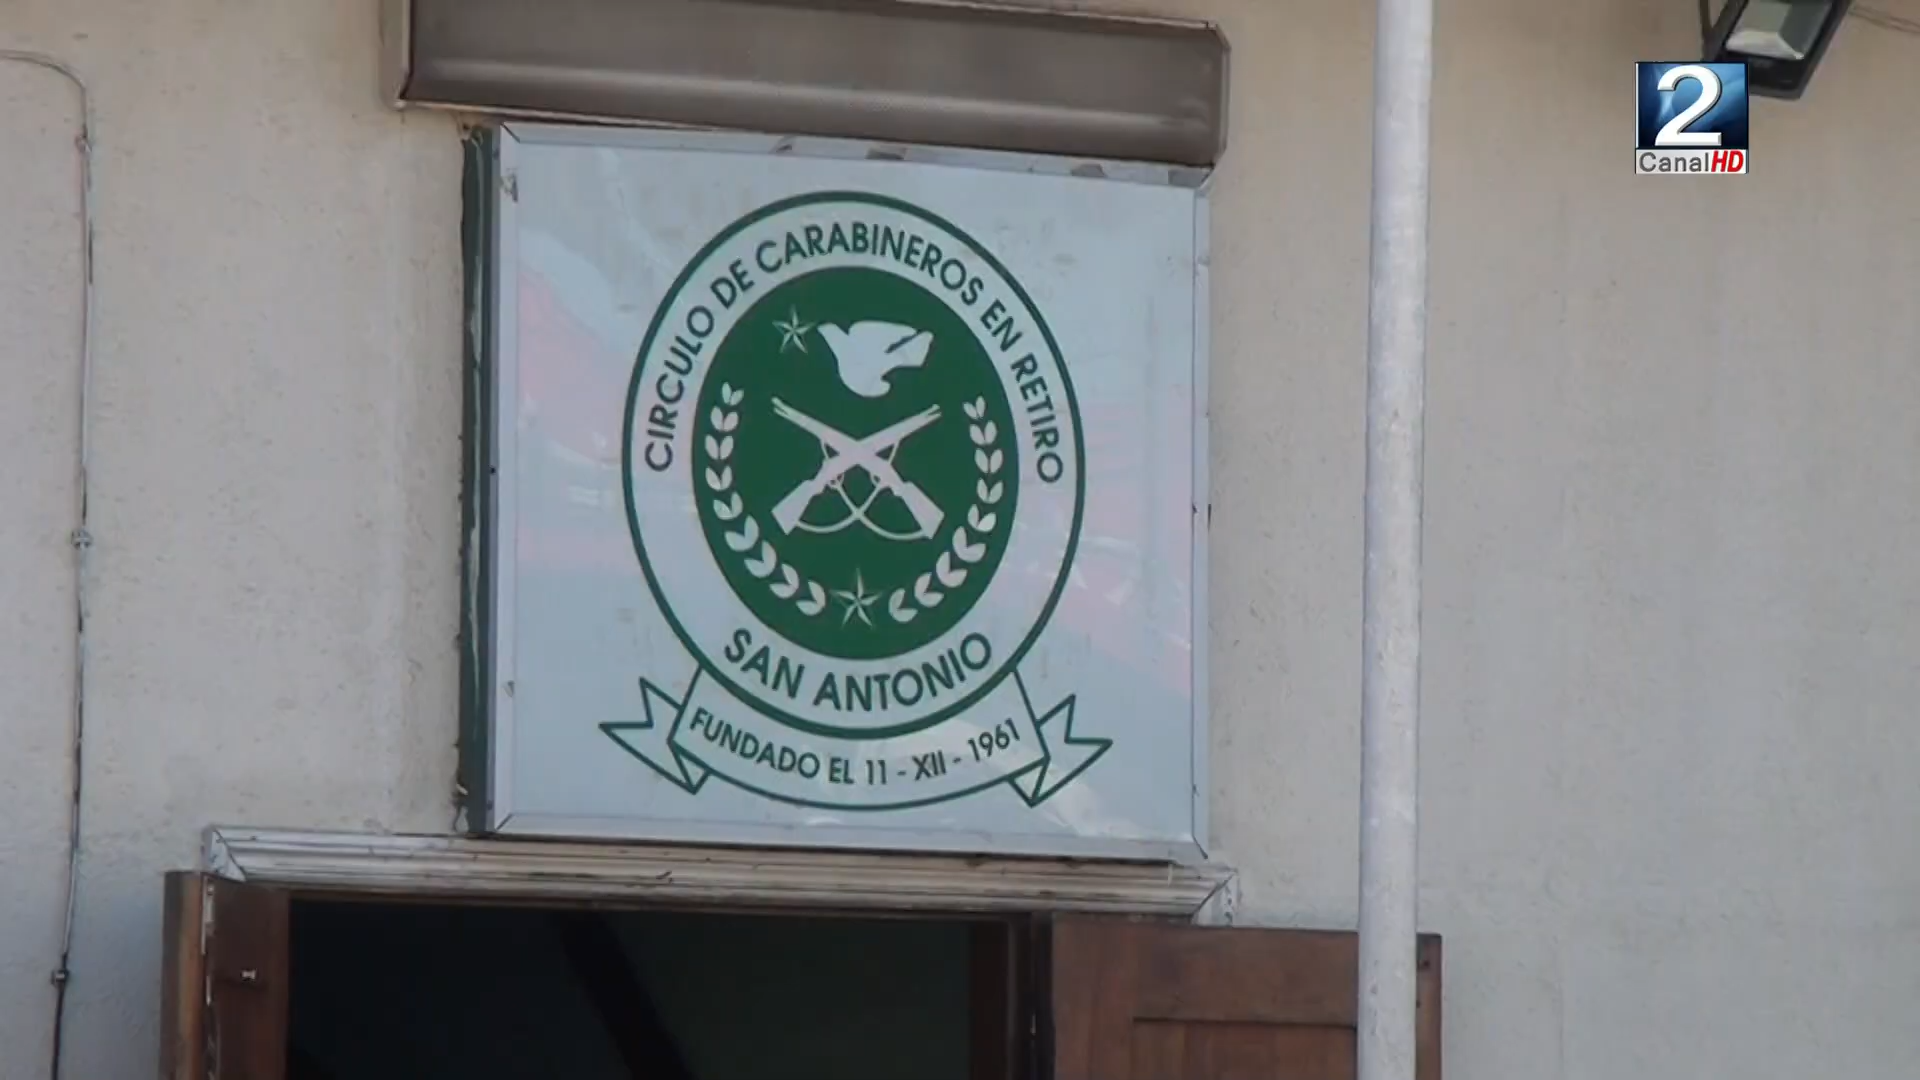 CIRCULO DE CARABINEROS EN RETIRO
SAN ANTONIO
FUNDADO EL 11 - XII - 1961
2
CanalHD